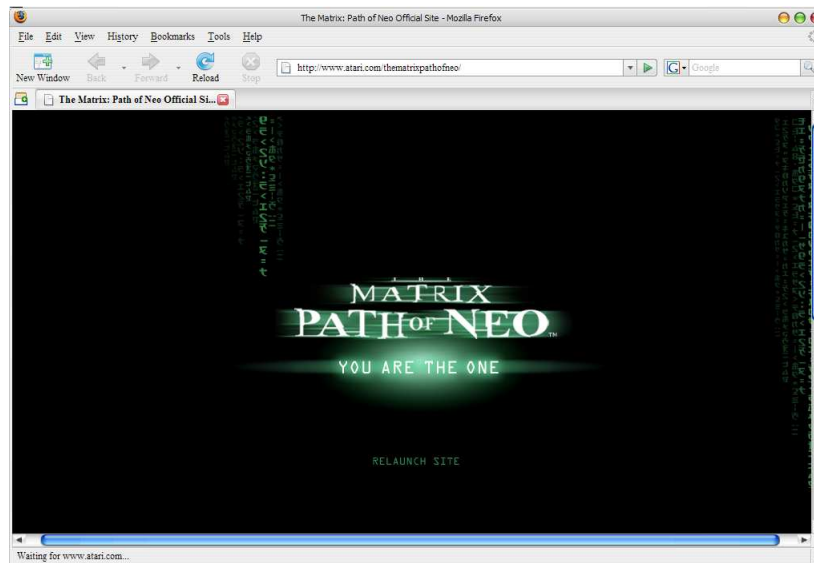 The Matrix: Path of Neo Official Site - Mozilla Firefox
File Edit View History Bookmarks Tools Help
New Window Back Forward Reload Stop
http://www.atari.com/thematrixpathofneo/
G Google
The Matrix: Path of Neo Official Si...
THE
MATRIX
PATH OF NEO™
YOU ARE THE ONE
RELAUNCH SITE
Waiting for www.atari.com...